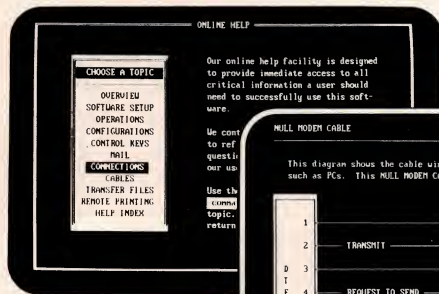 ONLINE HELP
CHOOSE A TOPIC
OVERVIEW
SOFTWARE SETUP
OPERATIONS
CONFIGURATIONS
CONTROL KEYS
MAIL
CONNECTIONS
CABLES
TRANSFER FILES
REMOTE PRINTING
HELP INDEX
Our online help facility is designed
to provide immediate access to all
critical information a user should
need to successfully use this soft-
ware.
We cont
to ref
questi
our us
Use th
COMMA
topic.
return
NULL MODEM CABLE
This diagram shows the cable wi
such as PCs. This NULL MODEM C
1
2 TRANSMIT
D 3
T
E 4 REQUEST TO SEND